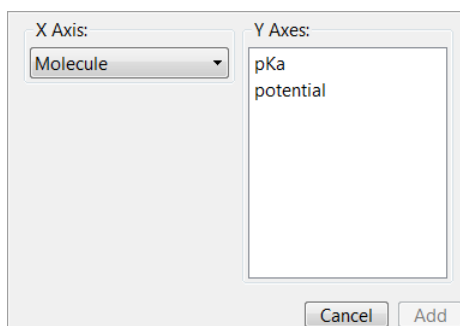 X Axis:
Y Axes:
Molecule
pKa
potential
Cancel
Add